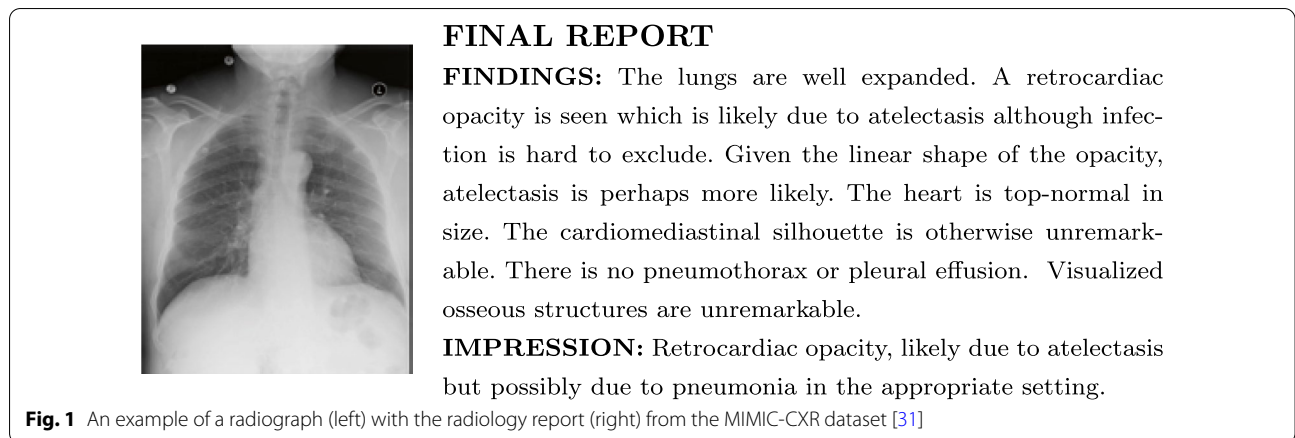 FINAL REPORT
FINDINGS: The lungs are well expanded. A retrocardiac
opacity is seen which is likely due to atelectasis although infec-
tion is hard to exclude. Given the linear shape of the opacity,
atelectasis is perhaps more likely. The heart is top-normal in
size. The cardiomediastinal silhouette is otherwise unremark-
able. There is no pneumothorax or pleural effusion. Visualized
osseous structures are unremarkable.
IMPRESSION: Retrocardiac opacity, likely due to atelectasis
but possibly due to pneumonia in the appropriate setting.
L
Fig. 1 An example of a radiograph (left) with the radiology report (right) from the MIMIC-CXR dataset [31]